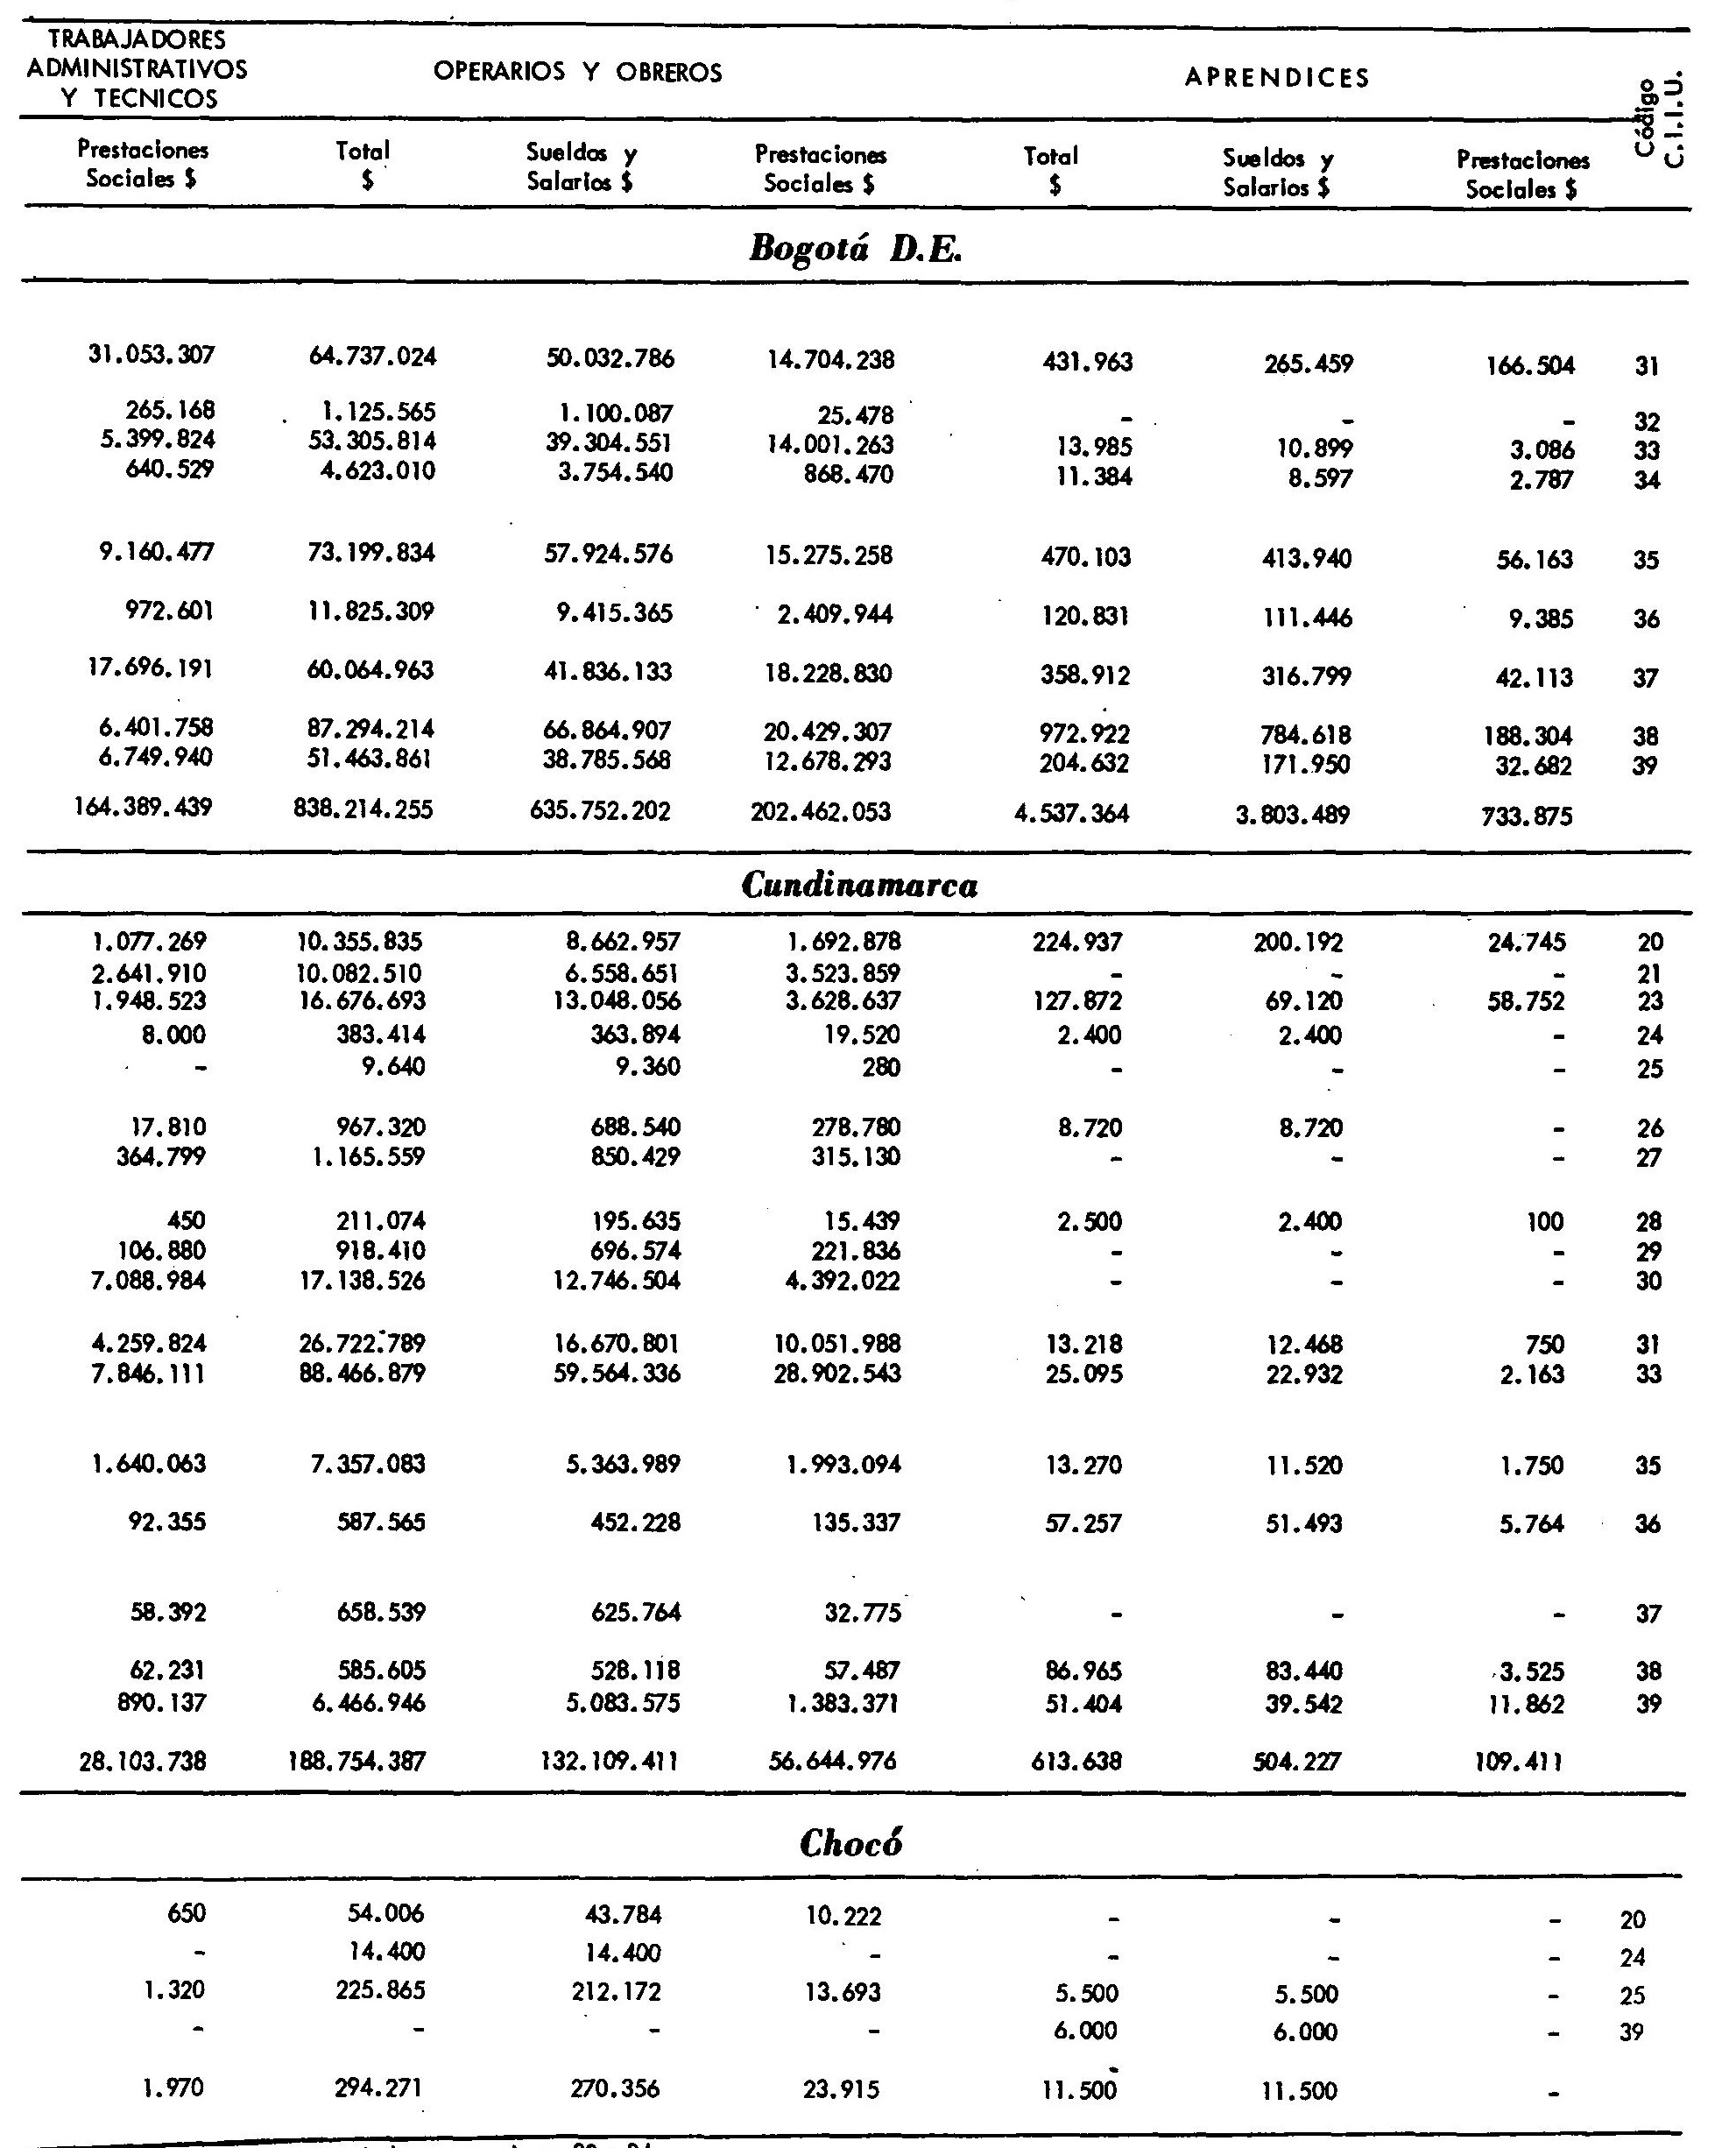 TRABAJADORES
ADMINISTRATIVOS
Y TECNICOS
OPERARIOS Y OBREROS
APRENDICES
Código
C.I.I.U.
Prestaciones Total Sueldos y Prestaciones Total Sueldos y Prestaciones
Sociales $ $ Salarios $ Sociales $ $ Salarios $ Sociales $
Bogotá D.E.
31.053.307 64.737.024 50.032.786 14.704.238 431.963 265.459 166.504 31
265.168 1.125.565 1.100.087 25.478 - - - 32
5.399.824 53.305.814 39.304.551 14.001.263 13.985 10.899 3.086 33
640.529 4.623.010 3.754.540 868.470 11.384 8.597 2.787 34
9.160.477 73.199.834 57.924.576 15.275.258 470.103 413.940 56.163 35
972.601 11.825.309 9.415.365 2.409.944 120.831 111.446 9.385 36
17.696.191 60.064.963 41.836.133 18.228.830 358.912 316.799 42.113 37
6.401.758 87.294.214 66.864.907 20.429.307 972.922 784.618 188.304 38
6.749.940 51.463.861 38.785.568 12.678.293 204.632 171.950 32.682 39
164.389.439 838.214.255 635.752.202 202.462.053 4.537.364 3.803.489 733.875
Cundinamarca
1.077.269 10.355.835 8.662.957 1.692.878 224.937 200.192 24.745 20
2.641.910 10.082.510 6.558.651 3.523.859 - - - 21
1.948.523 16.676.693 13.048.056 3.628.637 127.872 69.120 58.752 23
8.000 383.414 363.894 19.520 2.400 2.400 - 24
- 9.640 9.360 280 - - - 25
17.810 967.320 688.540 278.780 8.720 8.720 - 26
364.799 1.165.559 850.429 315.130 - - - 27
450 211.074 195.635 15.439 2.500 2.400 100 28
106.880 918.410 696.574 221.836 - - - 29
7.088.984 17.138.526 12.746.504 4.392.022 - - - 30
4.259.824 26.722.789 16.670.801 10.051.988 13.218 12.468 750 31
7.846.111 88.466.879 59.564.336 28.902.543 25.095 22.932 2.163 33
1.640.063 7.357.083 5.363.989 1.993.094 13.270 11.520 1.750 35
92.355 587.565 452.228 135.337 57.257 51.493 5.764 36
58.392 658.539 625.764 32.775 - - - 37
62.231 585.605 528.118 57.487 86.965 83.440 3.525 38
890.137 6.466.946 5.083.575 1.383.371 51.404 39.542 11.862 39
28.103.738 188.754.387 132.109.411 56.644.976 613.638 504.227 109.411
Chocó
650 54.006 43.784 10.222 - - - 20
- 14.400 14.400 - - - - 24
1.320 225.865 212.172 13.693 5.500 5.500 - 25
- - - - 6.000 6.000 - 39
1.970 294.271 270.356 23.915 11.500 11.500 -